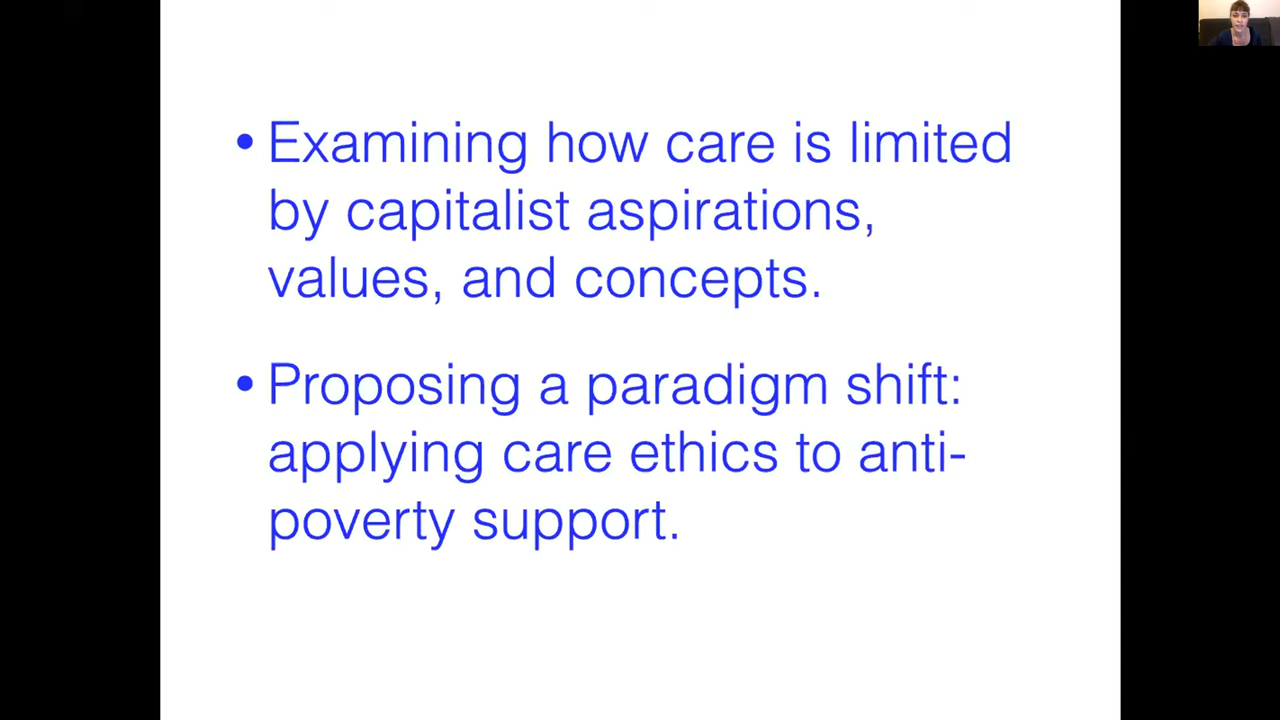 • Examining how care is limited
by capitalist aspirations,
values, and concepts.
• Proposing a paradigm shift:
applying care ethics to anti-
poverty support.